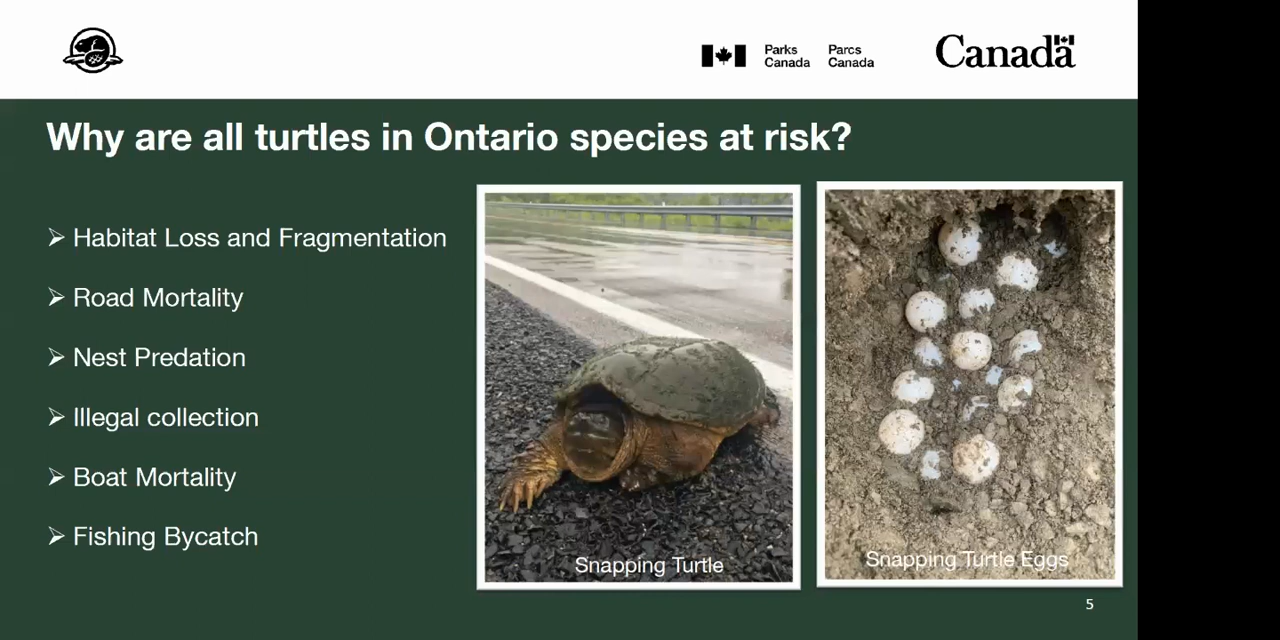 Parks Canada
Parcs Canada
Canada
Why are all turtles in Ontario species at risk?
➢ Habitat Loss and Fragmentation
➢ Road Mortality
➢ Nest Predation
➢ Illegal collection
➢ Boat Mortality
➢ Fishing Bycatch
Snapping Turtle
Snapping Turtle Eggs
5